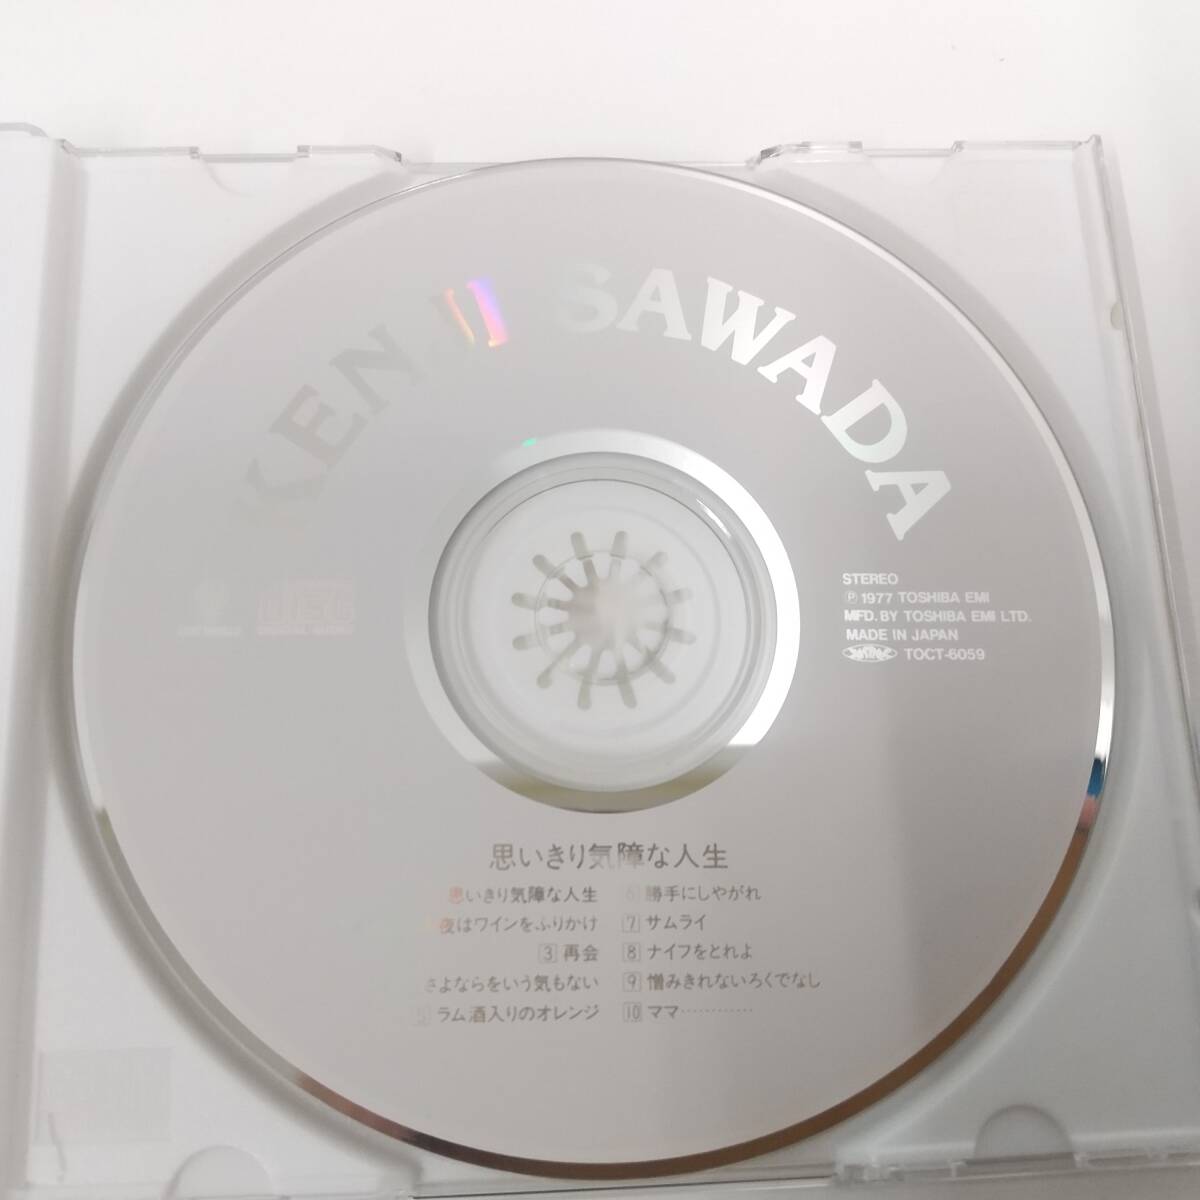 KENJI SAWADA
STEREO
Ⓟ 1977 TOSHIBA EMI
MFD. BY TOSHIBA EMI LTD.
MADE IN JAPAN
TOCT-6059
思いきり気障な人生
思いきり気障な人生
夜はワインをふりかけ
3 再会
さよならをいう気もない
5 ラム酒入りのオレンジ
6 勝手にしやがれ
7 サムライ
8 ナイフをとれよ
9 憎みきれないろくでなし
10 ママ…………